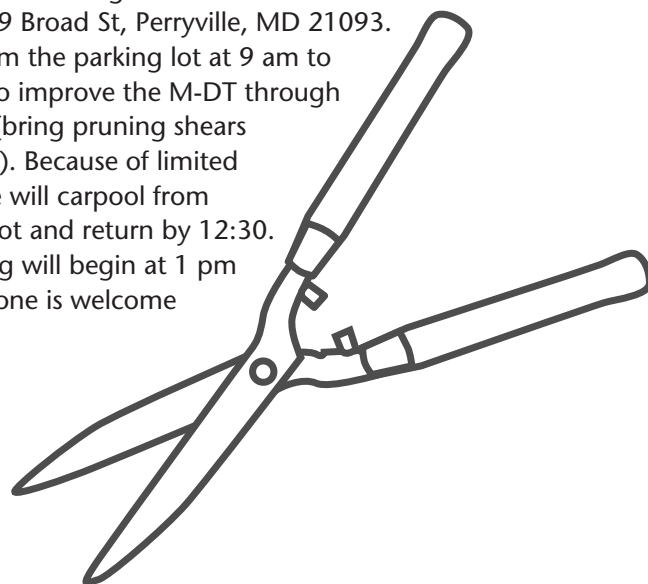 9 Broad St, Perryville, MD 21093.
m the parking lot at 9 am to
o improve the M-DT through
bring pruning shears
). Because of limited
e will carpool from
ot and return by 12:30.
g will begin at 1 pm
one is welcome